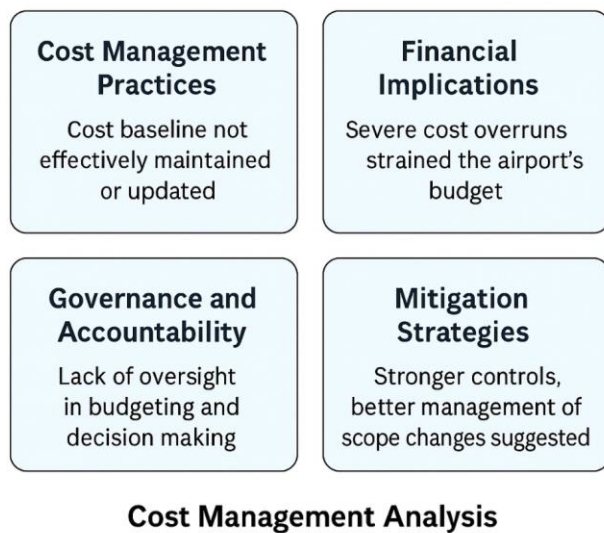 Cost Management
Practices
Cost baseline not
effectively maintained
or updated
Financial
Implications
Severe cost overruns
strained the airport's
budget
Governance and
Accountability
Lack of oversight
in budgeting and
decision making
Mitigation
Strategies
Stronger controls,
better management of
scope changes suggested
Cost Management Analysis